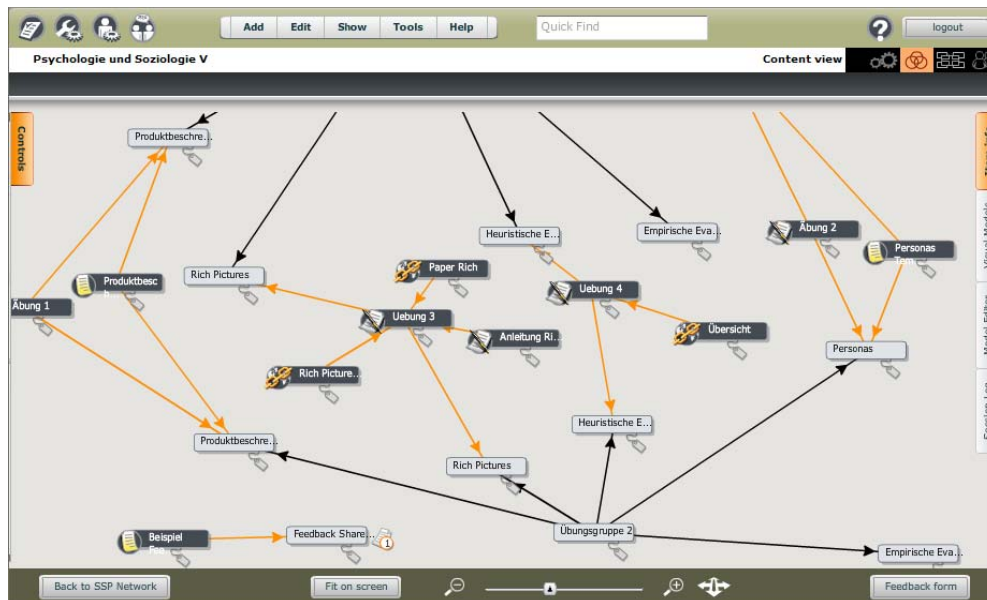 Add Edit Show Tools Help
Quick Find
logout
Psychologie und Soziologie V
Content view
Controls
Produktbeschre...
Heuristische E...
Empirische Eva...
Äbung 2
Personas
Paper Rich
Rich Pictures
Produktbesc
Uebung 4
Äbung 1
Uebung 3
Übersicht
Anleitung Ri...
Personas
Rich Picture...
Heuristische E...
Produktbeschre...
Rich Pictures
Übungsgruppe 2
Beispiel
Feedback Share...
1
Empirische Eva...
Back to SSP Network
Fit on screen
Feedback form